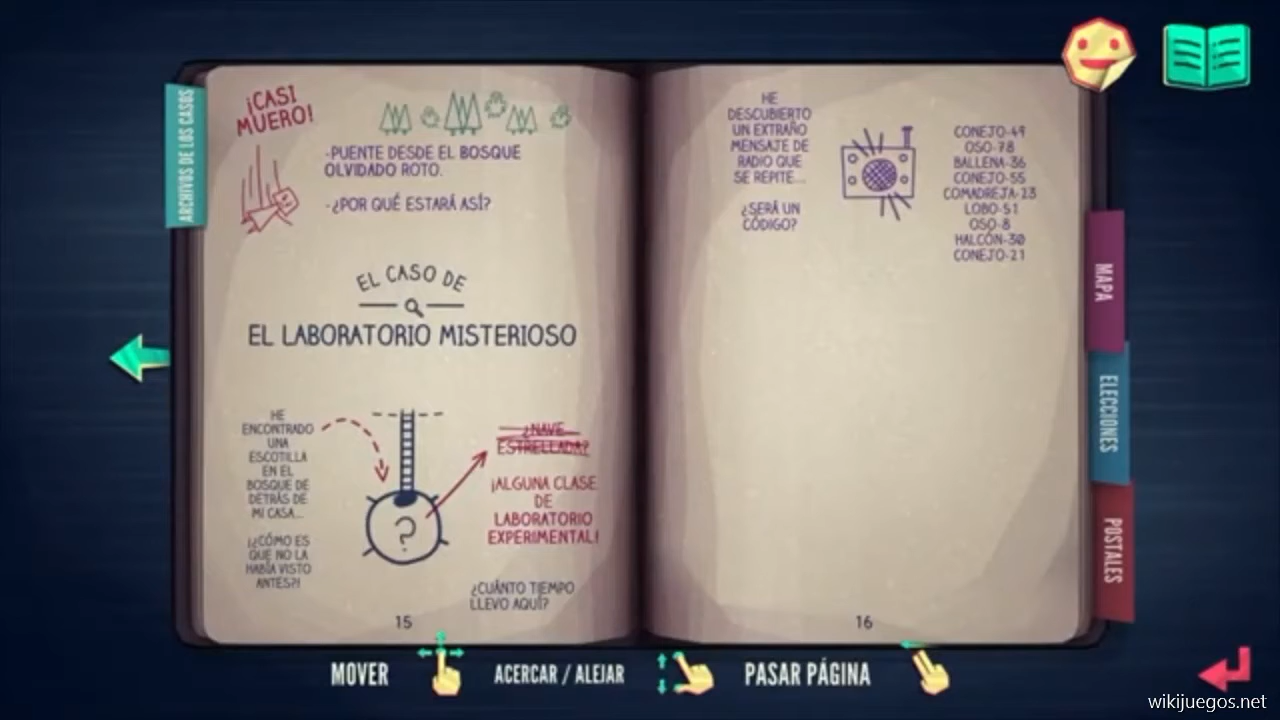 ARCHIVOS DE LOS CASOS
¡CASI
MUERO!
-PUENTE DESDE EL BOSQUE
OLVIDADO ROTO.
-¿POR QUÉ ESTARÁ ASÍ?
EL CASO DE
EL LABORATORIO MISTERIOSO
HE
ENCONTRADO
UNA
ESCOTILLA
EN EL
BOSQUE DE
DETRÁS DE
MI CASA...
¡¿CÓMO ES
QUE NO LA
HABÍA VISTO
ANTES?!
?
¿NAVE
ESTRELLADA?
¡ALGUNA CLASE
DE
LABORATORIO
EXPERIMENTAL!
¿CUÁNTO TIEMPO
LLEVO AQUÍ?
15
HE
DESCUBIERTO
UN EXTRAÑO
MENSAJE DE
RADIO QUE
SE REPITE...
¿SERÁ UN
CÓDIGO?
CONEJO-49
OSO-78
BALLENA-36
CONEJO-55
COMADREJA-23
LOBO-51
OSO-8
HALCÓN-30
CONEJO-21
16
MAPA
ELECCIONES
POSTALES
MOVER
ACERCAR / ALEJAR
PASAR PÁGINA
wikijuegos.net